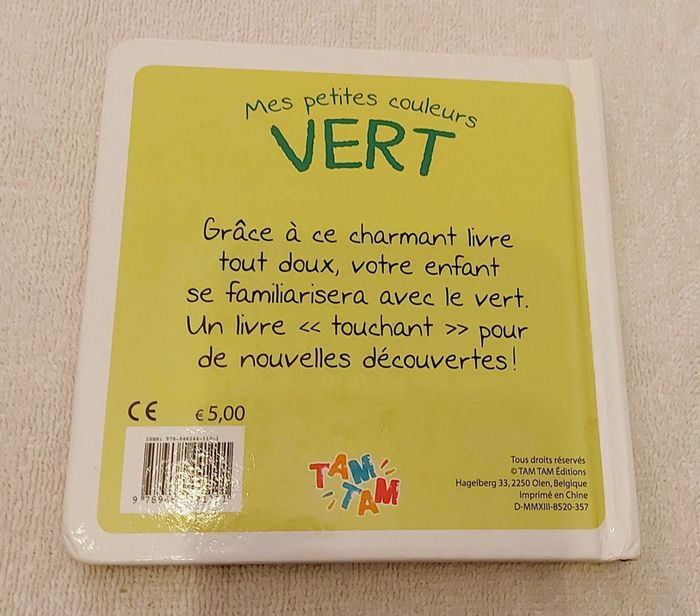 Mes petites couleurs
VERT
Grâce à ce charmant livre
tout doux, votre enfant
se familiarisera avec le vert.
Un livre << touchant >> pour
de nouvelles découvertes!
CE
€ 5,00
TAM
TAM
Tous droits réservés
© TAM TAM Éditions
Hagelberg 33, 2250 Olen, Belgique
Imprimé en Chine
D-MMXIII-8520-357